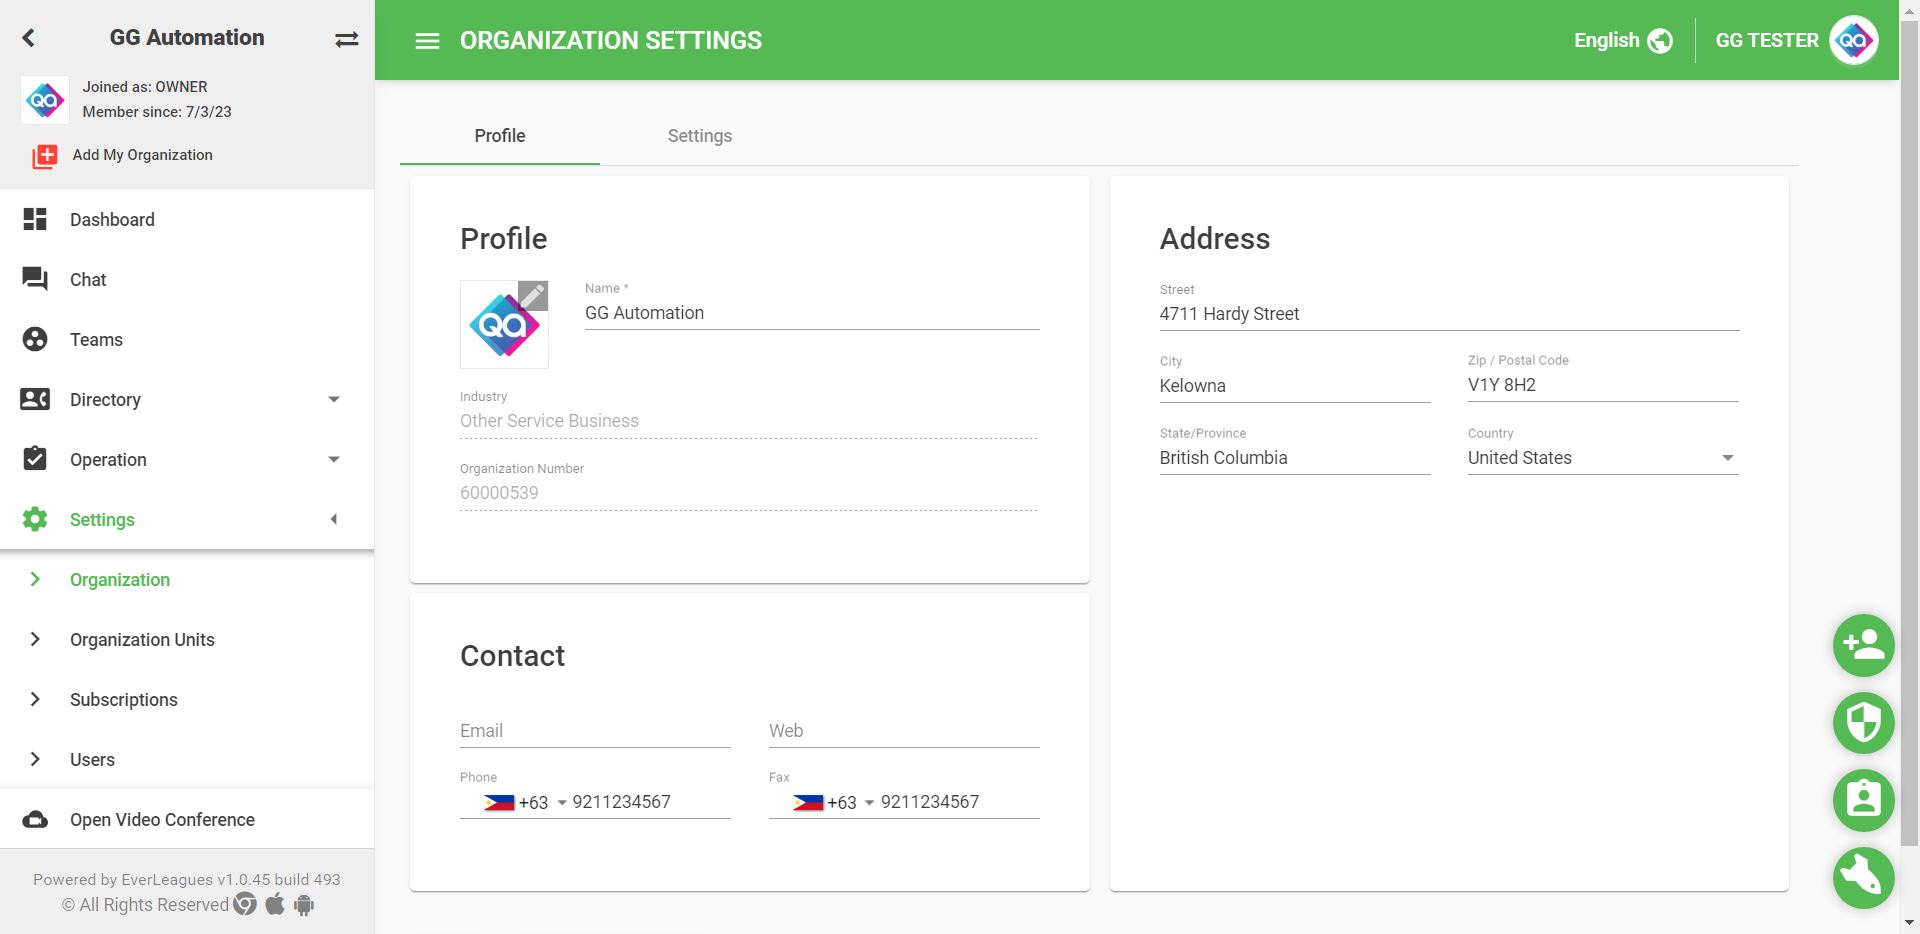 GG Automation
Joined as: OWNER
Member since: 7/3/23
Add My Organization
Dashboard
Chat
Teams
Directory
Operation
Settings
Organization
Organization Units
Subscriptions
Users
Open Video Conference
Powered by EverLeagues v1.0.45 build 493
© All Rights Reserved
ORGANIZATION SETTINGS
English
GG TESTER
Profile
Settings
Profile
Name *
GG Automation
Industry
Other Service Business
Organization Number
60000539
Contact
Email
Web
Phone
+63 9211234567
Fax
+63 9211234567
Address
Street
4711 Hardy Street
City
Kelowna
Zip / Postal Code
V1Y 8H2
State/Province
British Columbia
Country
United States